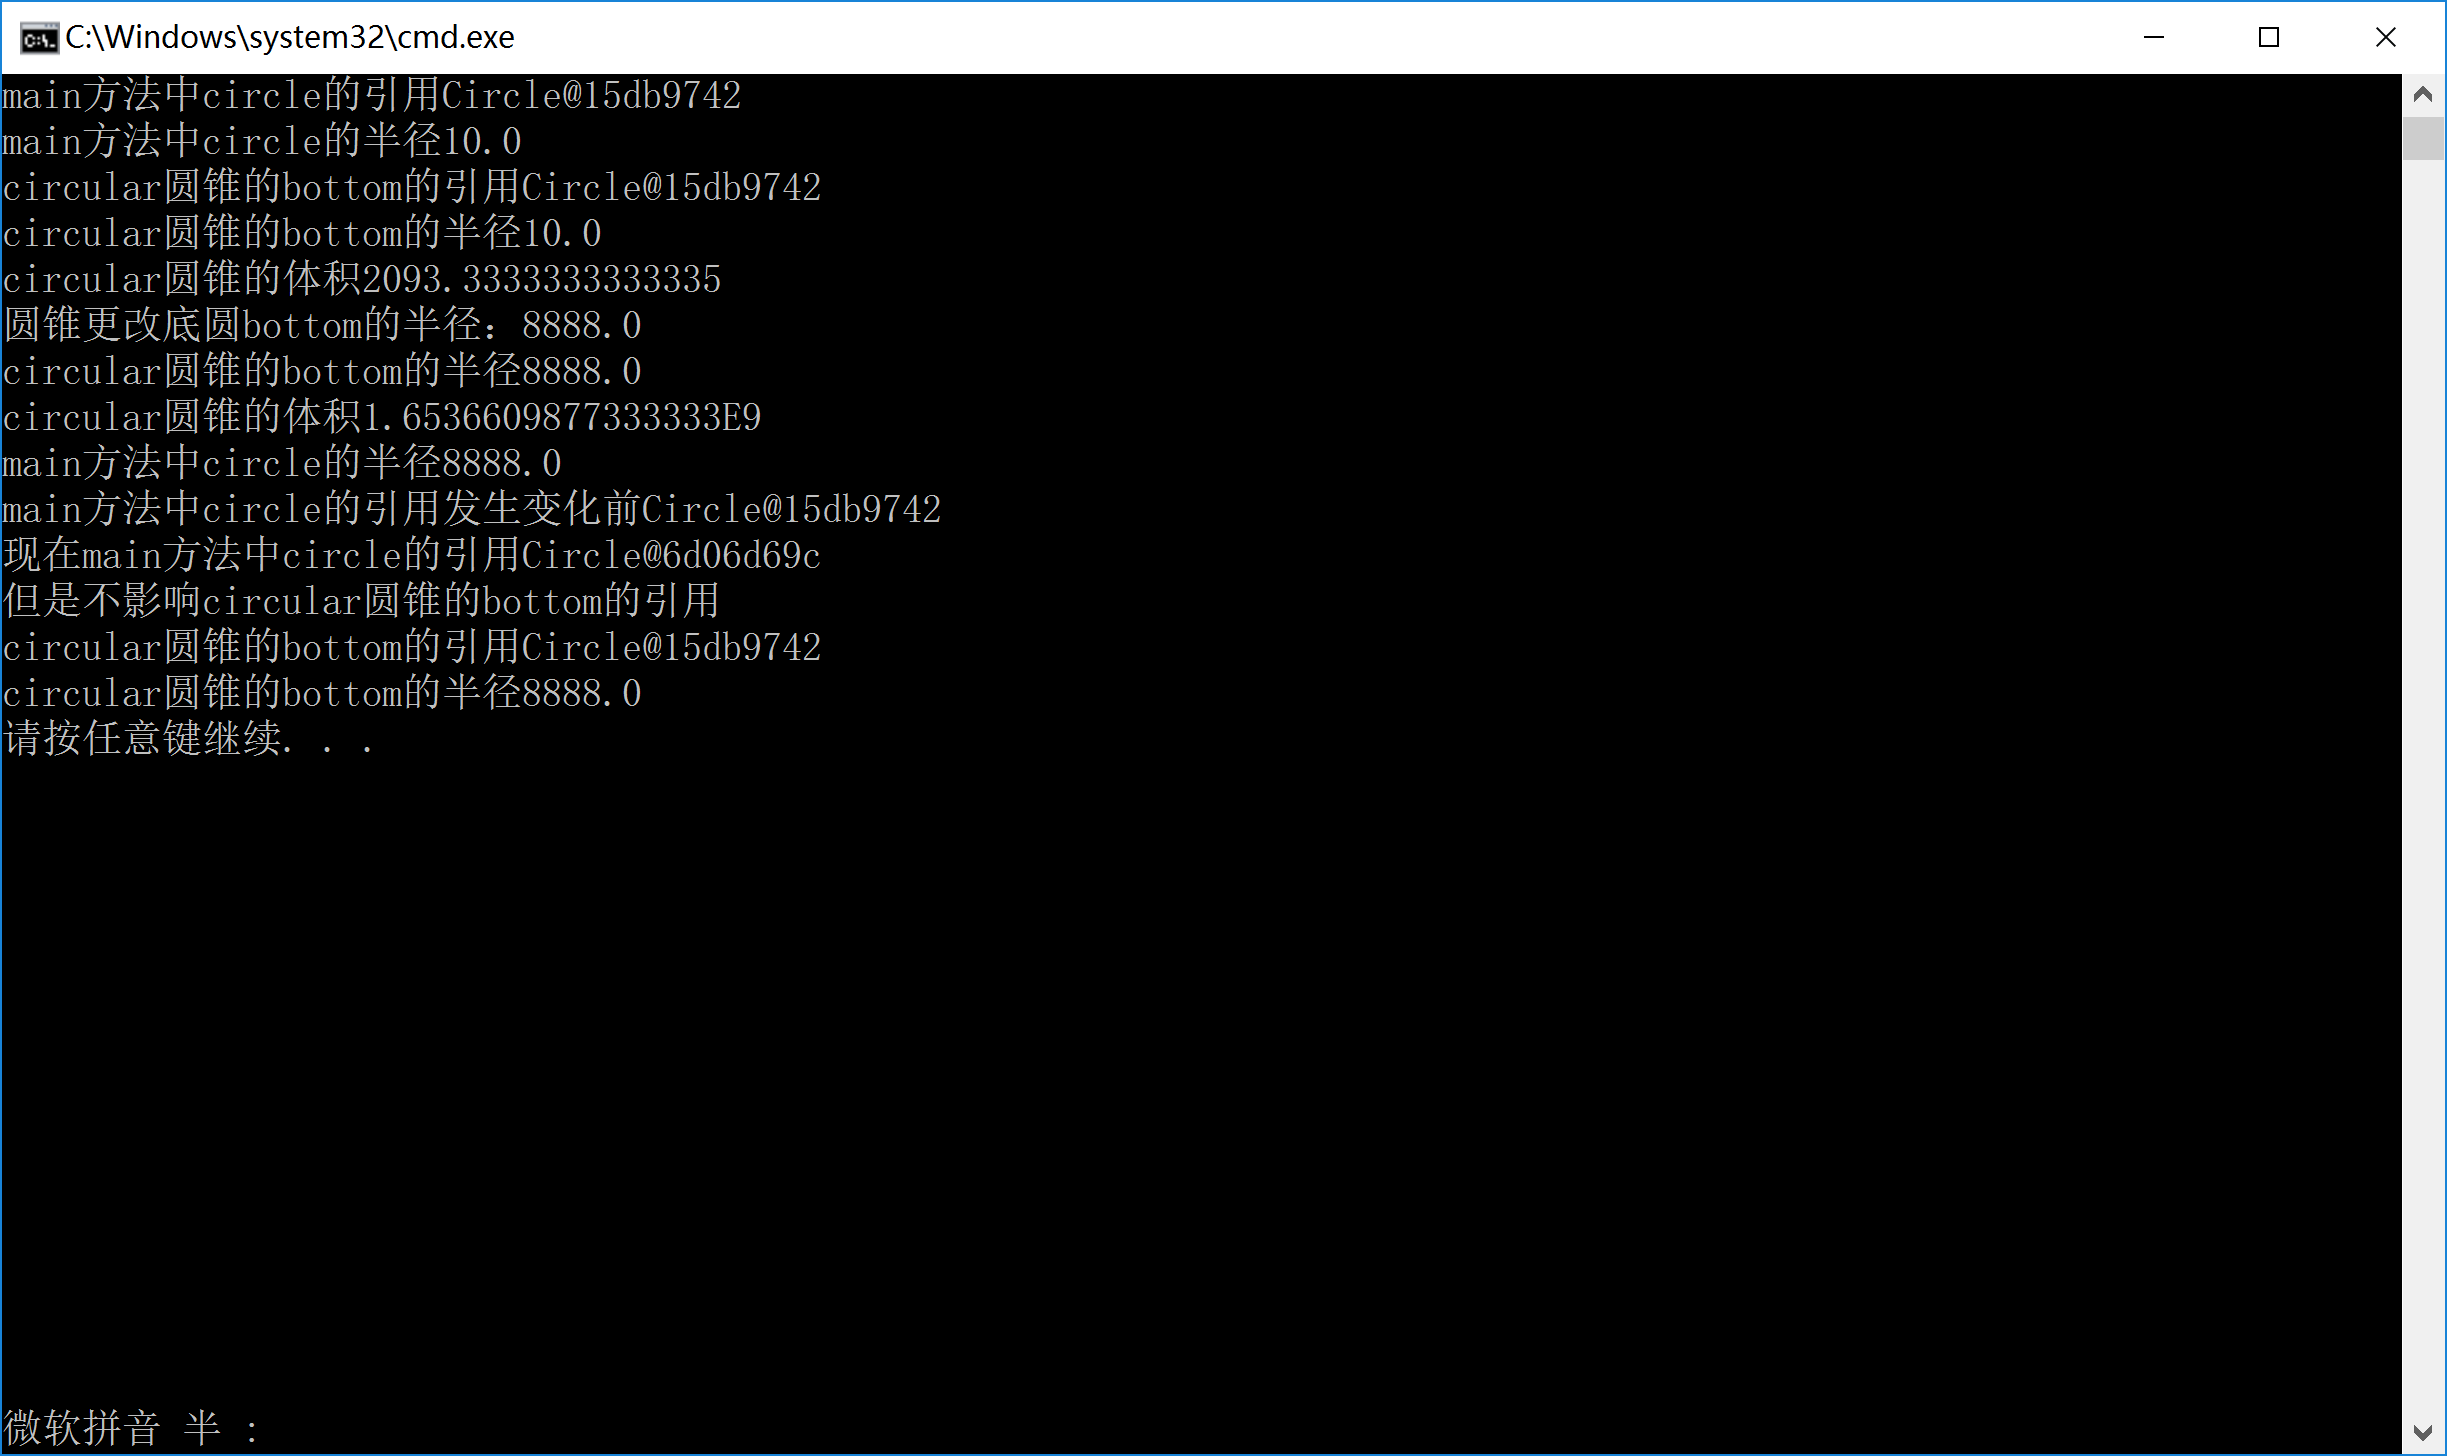 C:\Windows\system32\cmd.exe
main方法中circle的引用Circle@15db9742
main方法中circle的半径10.0
circular圆锥的bottom的引用Circle@15db9742
circular圆锥的bottom的半径10.0
circular圆锥的体积2093.3333333333335
圆锥更改底圆bottom的半径：8888.0
circular圆锥的bottom的半径8888.0
circular圆锥的体积1.6536609877333333E9
main方法中circle的半径8888.0
main方法中circle的引用发生变化前Circle@15db9742
现在main方法中circle的引用Circle@6d06d69c
但是不影响circular圆锥的bottom的引用
circular圆锥的bottom的引用Circle@15db9742
circular圆锥的bottom的半径8888.0
请按任意键继续. . .
微软拼音 半 :